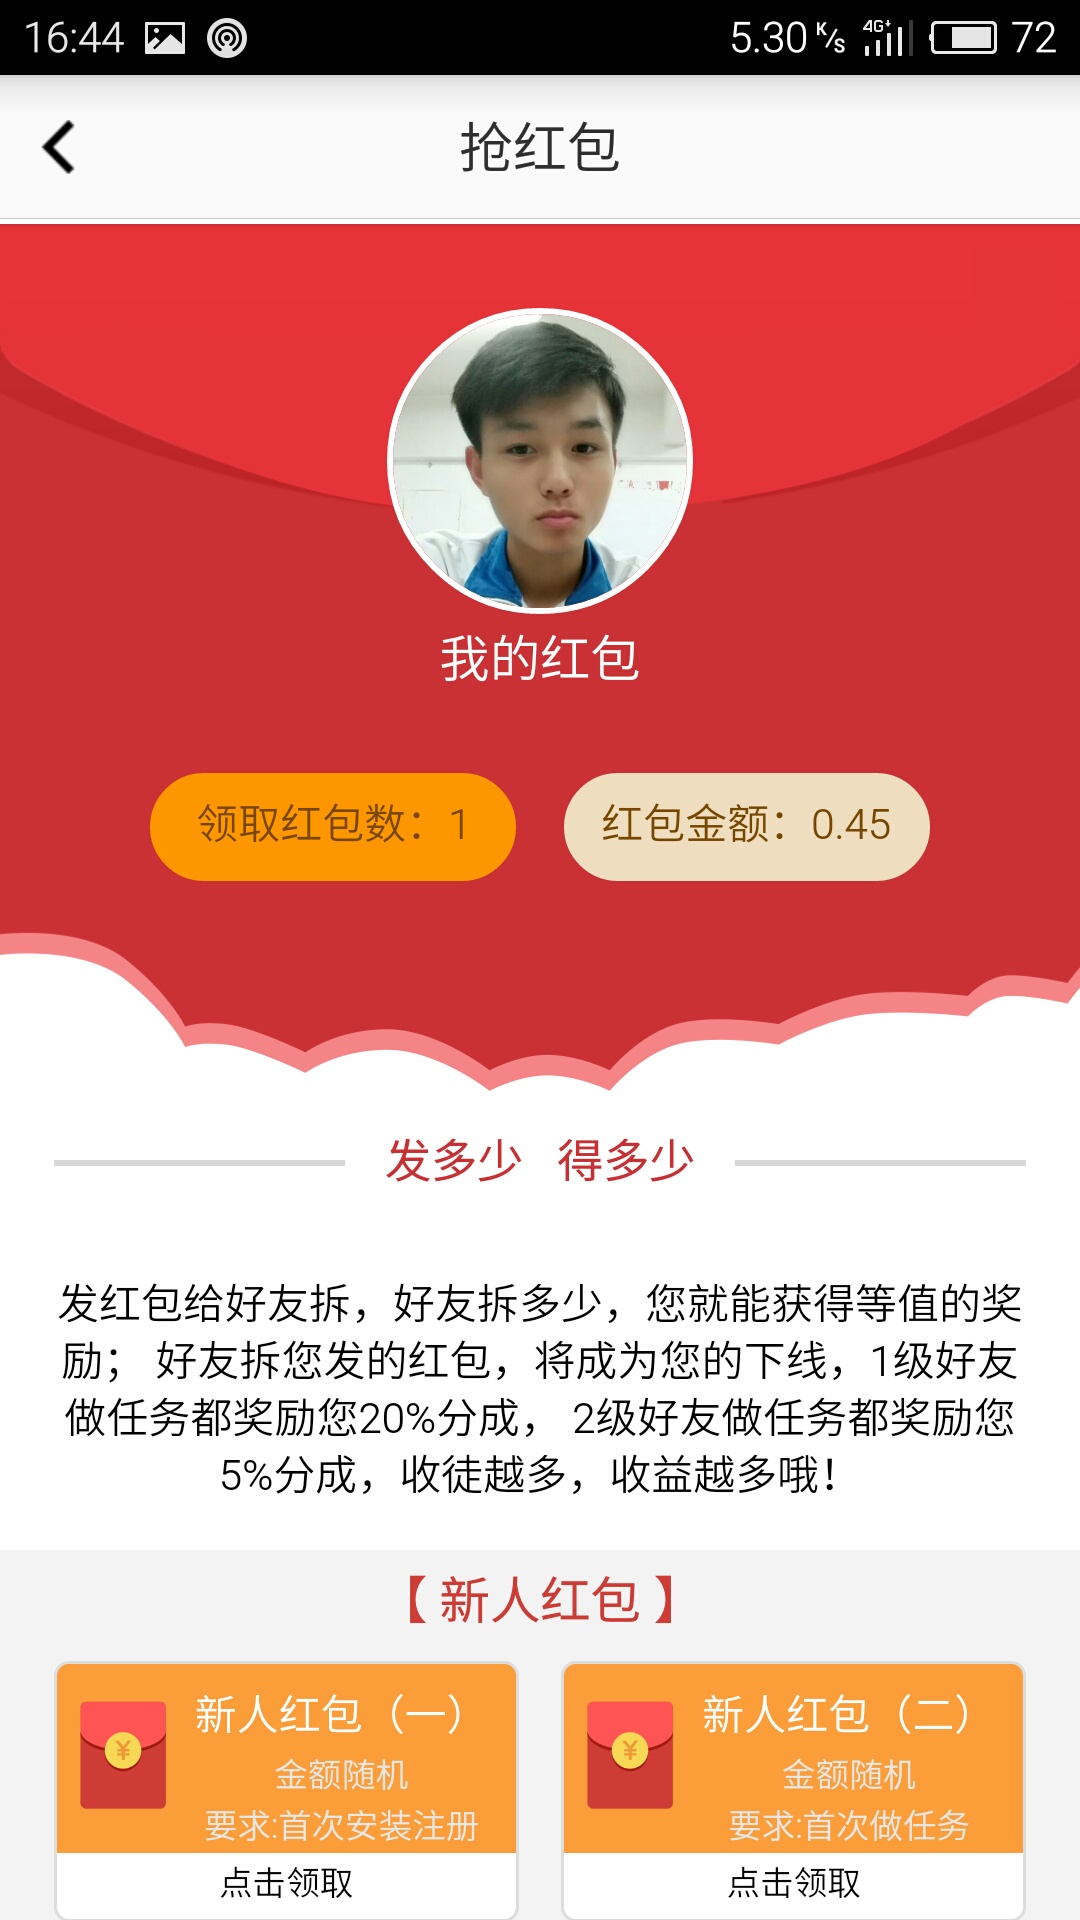 16:44
5.30 K/s 4G+ 72
抢红包
我的红包
领取红包数：1
红包金额：0.45
发多少 得多少
发红包给好友拆，好友拆多少，您就能获得等值的奖
励； 好友拆您发的红包，将成为您的下线，1级好友
做任务都奖励您20%分成， 2级好友做任务都奖励您
5%分成，收徒越多，收益越多哦！
【 新人红包 】
¥
新人红包（一）
金额随机
要求:首次安装注册
点击领取
¥
新人红包（二）
金额随机
要求:首次做任务
点击领取